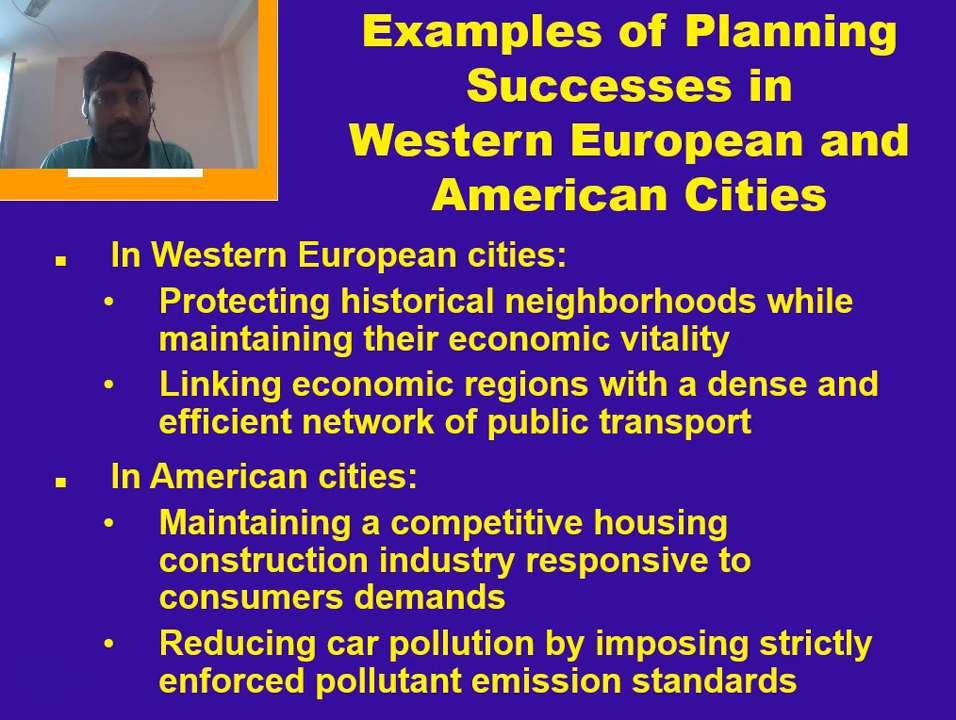 Examples of Planning
Successes in
Western European and
American Cities
▪ In Western European cities:
• Protecting historical neighborhoods while
maintaining their economic vitality
• Linking economic regions with a dense and
efficient network of public transport
▪ In American cities:
• Maintaining a competitive housing
construction industry responsive to
consumers demands
• Reducing car pollution by imposing strictly
enforced pollutant emission standards